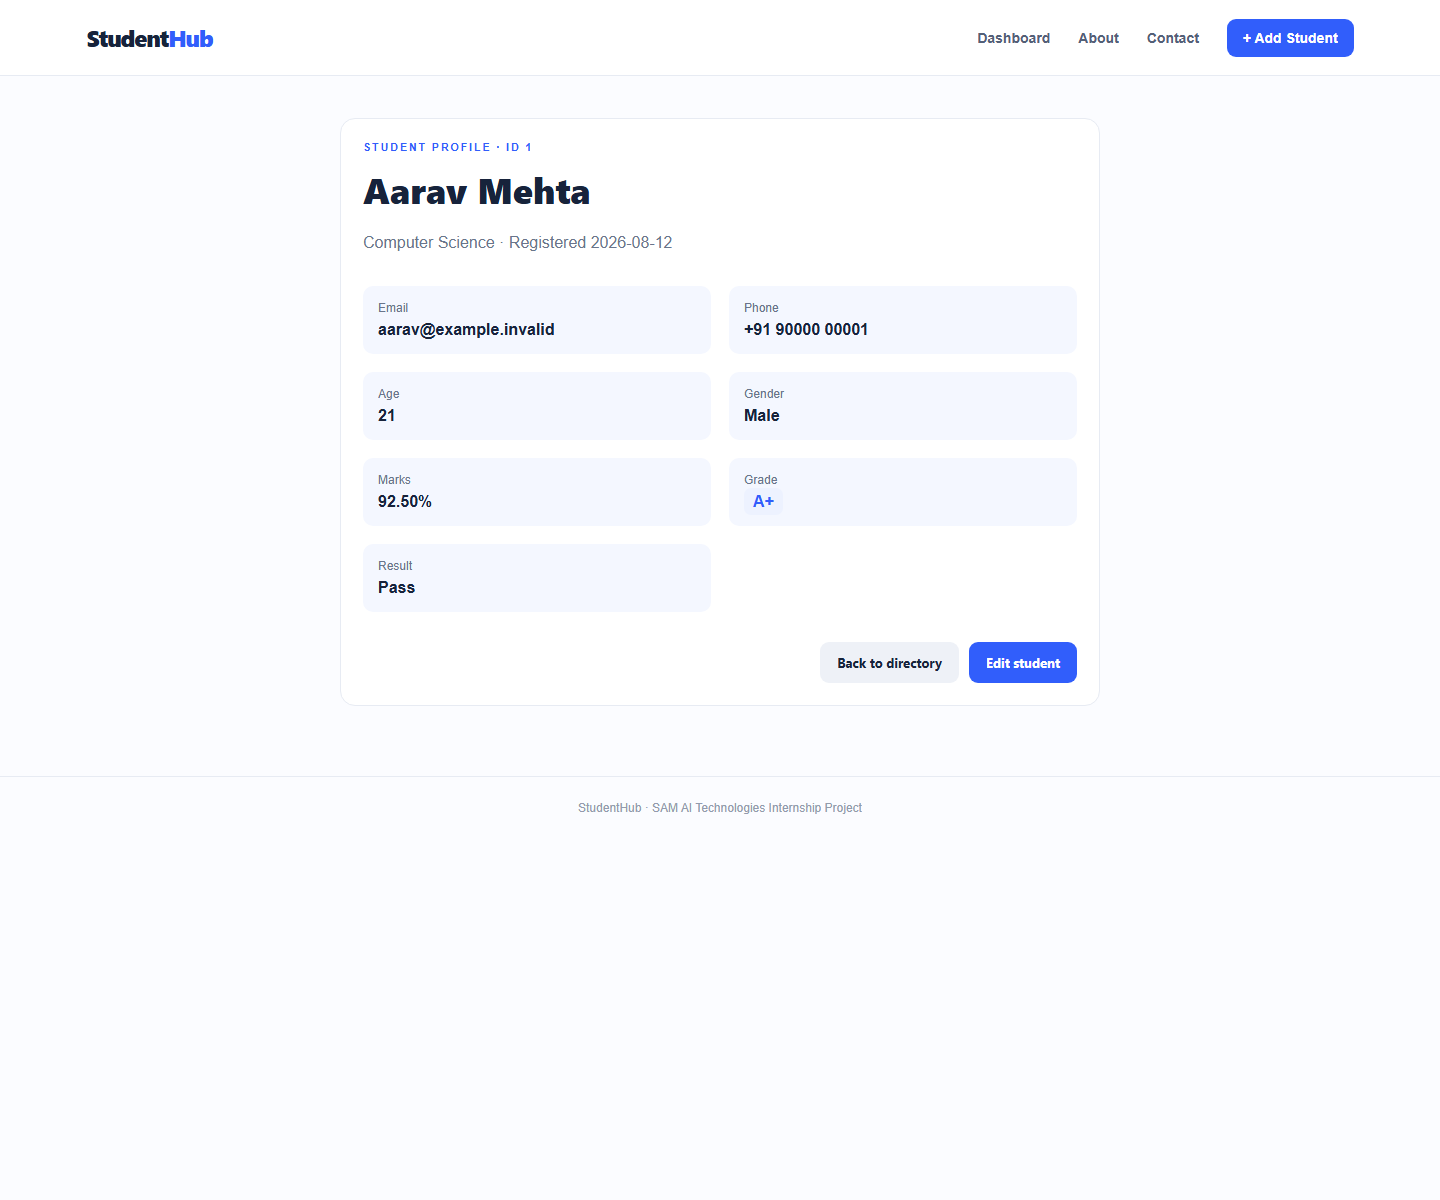 StudentHub
Dashboard About Contact + Add Student
STUDENT PROFILE · ID 1
Aarav Mehta
Computer Science · Registered 2026-08-12
Email
aarav@example.invalid
Phone
+91 90000 00001
Age
21
Gender
Male
Marks
92.50%
Grade
A+
Result
Pass
Back to directory Edit student
StudentHub · SAM AI Technologies Internship Project